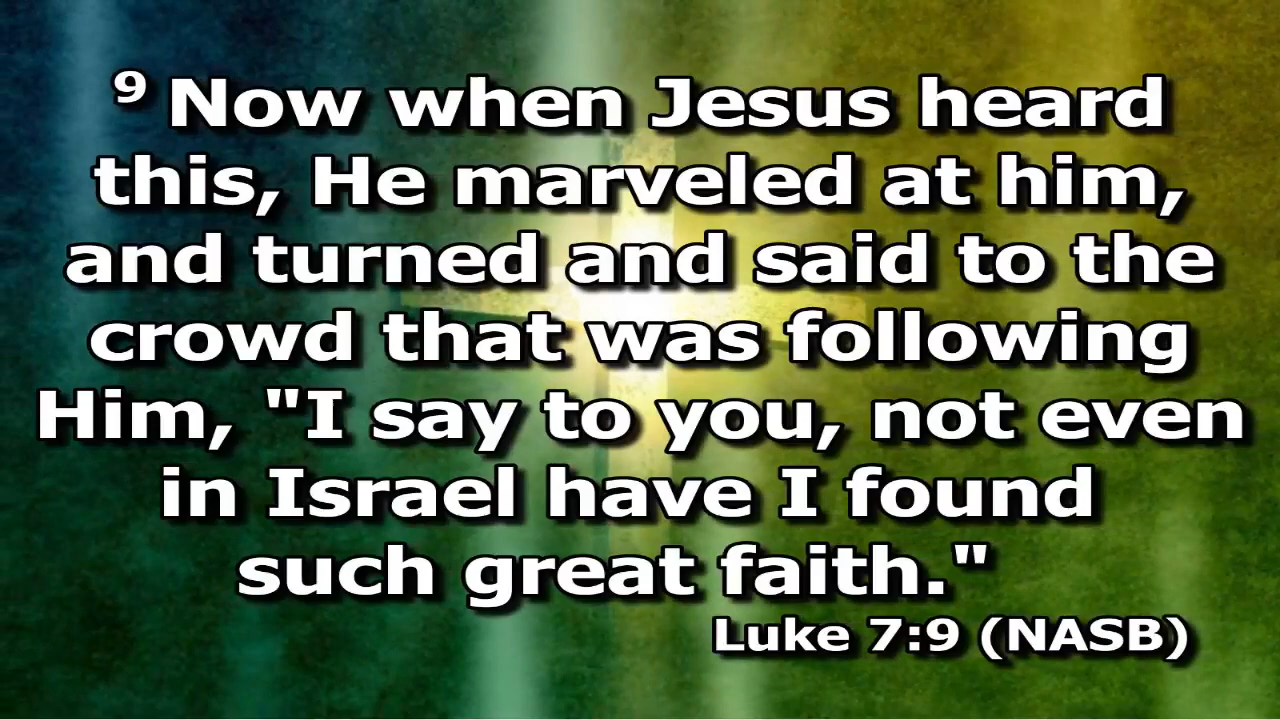 9 Now when Jesus heard
this, He marveled at him,
and turned and said to the
crowd that was following
Him, "I say to you, not even
in Israel have I found
such great faith."
Luke 7:9 (NASB)